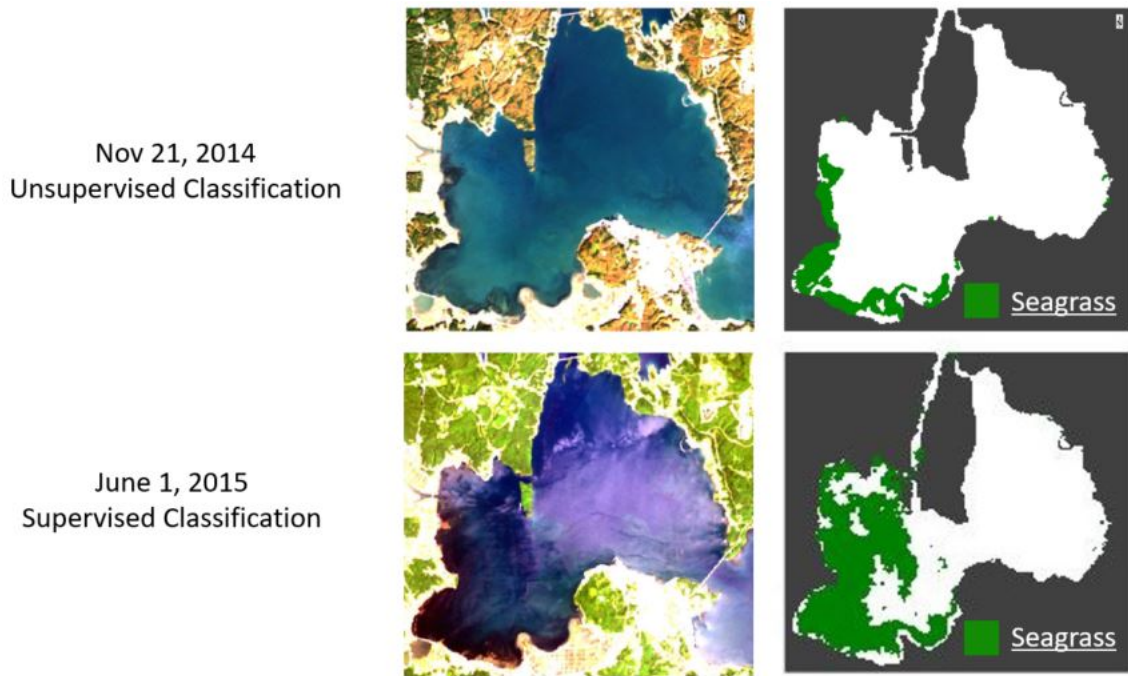 Nov 21, 2014
Unsupervised Classification
Seagrass
June 1, 2015
Supervised Classification
Seagrass